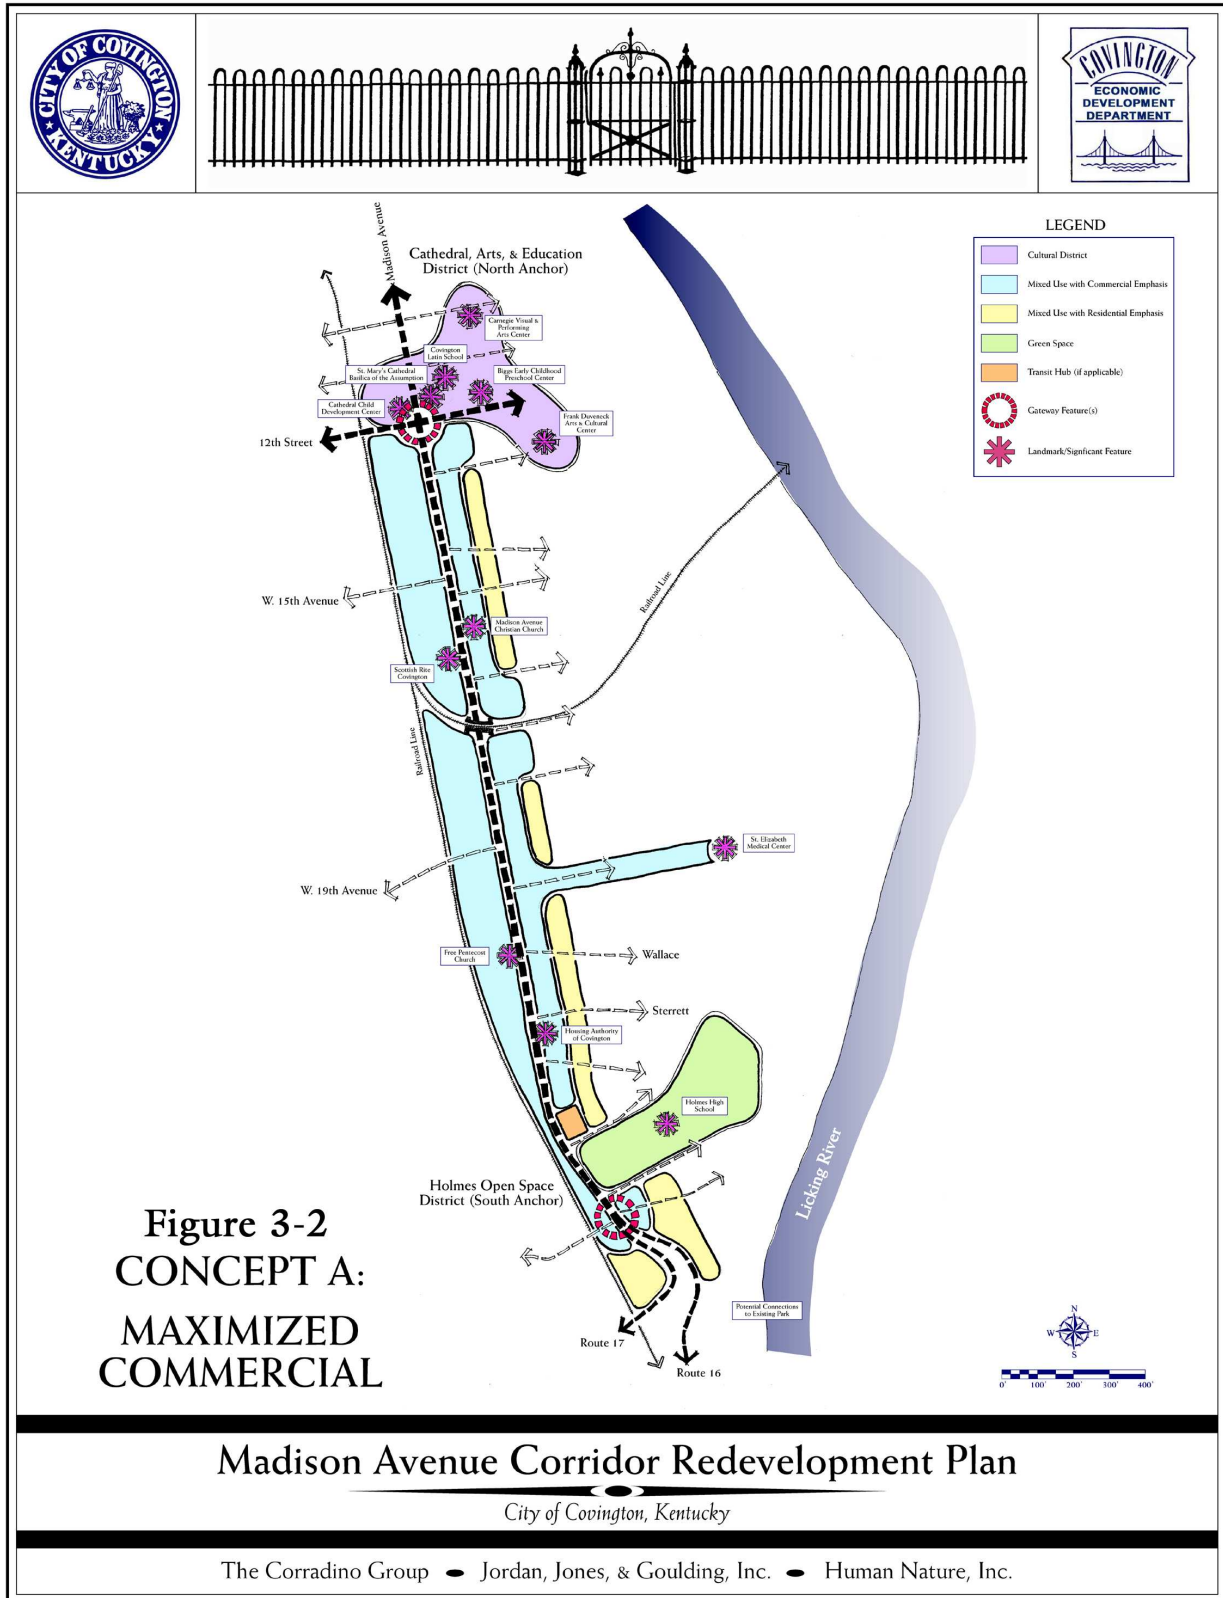 CITY OF COVINGTON
★ KENTUCKY ★
COVINGTON
ECONOMIC
DEVELOPMENT
DEPARTMENT
LEGEND
Cultural District
Mixed Use with Commercial Emphasis
Mixed Use with Residential Emphasis
Green Space
Transit Hub (if applicable)
Gateway Feature(s)
Landmark/Signficant Feature
Madison Avenue
Cathedral, Arts, & Education
District (North Anchor)
Carnegie Visual &
Performing
Arts Center
Covington
Latin School
St. Mary's Cathedral
Basilica of the Assumption
Biggs Early Childhood
Preschool Center
Cathedral Child
Development Center
Frank Duveneck
Arts & Cultural
Center
12th Street
W. 15th Avenue
Railroad Line
Madison Avenue
Christian Church
Scottish Rite
Covington
Railroad Line
St. Elizabeth
Medical Center
W. 19th Avenue
Free Pentecost
Church
Wallace
Sterrett
Housing Authority
of Covington
Holmes High
School
Holmes Open Space
District (South Anchor)
Licking River
Potential Connections
to Existing Park
Route 17
Route 16
Figure 3-2
CONCEPT A:
MAXIMIZED
COMMERCIAL
N
W E
S
0' 100' 200' 300' 400'
Madison Avenue Corridor Redevelopment Plan
City of Covington, Kentucky
The Corradino Group • Jordan, Jones, & Goulding, Inc. • Human Nature, Inc.